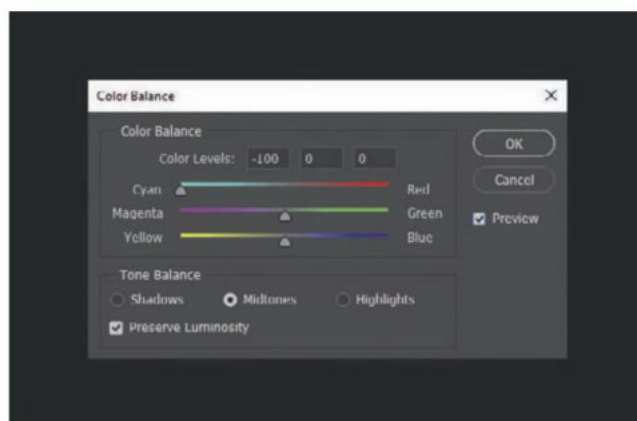 Color Balance
Color Balance
Color Levels: -100 0 0
Cyan Red
Magenta Green
Yellow Blue
Tone Balance
Shadows Midtones Highlights
Preserve Luminosity
OK
Cancel
Preview